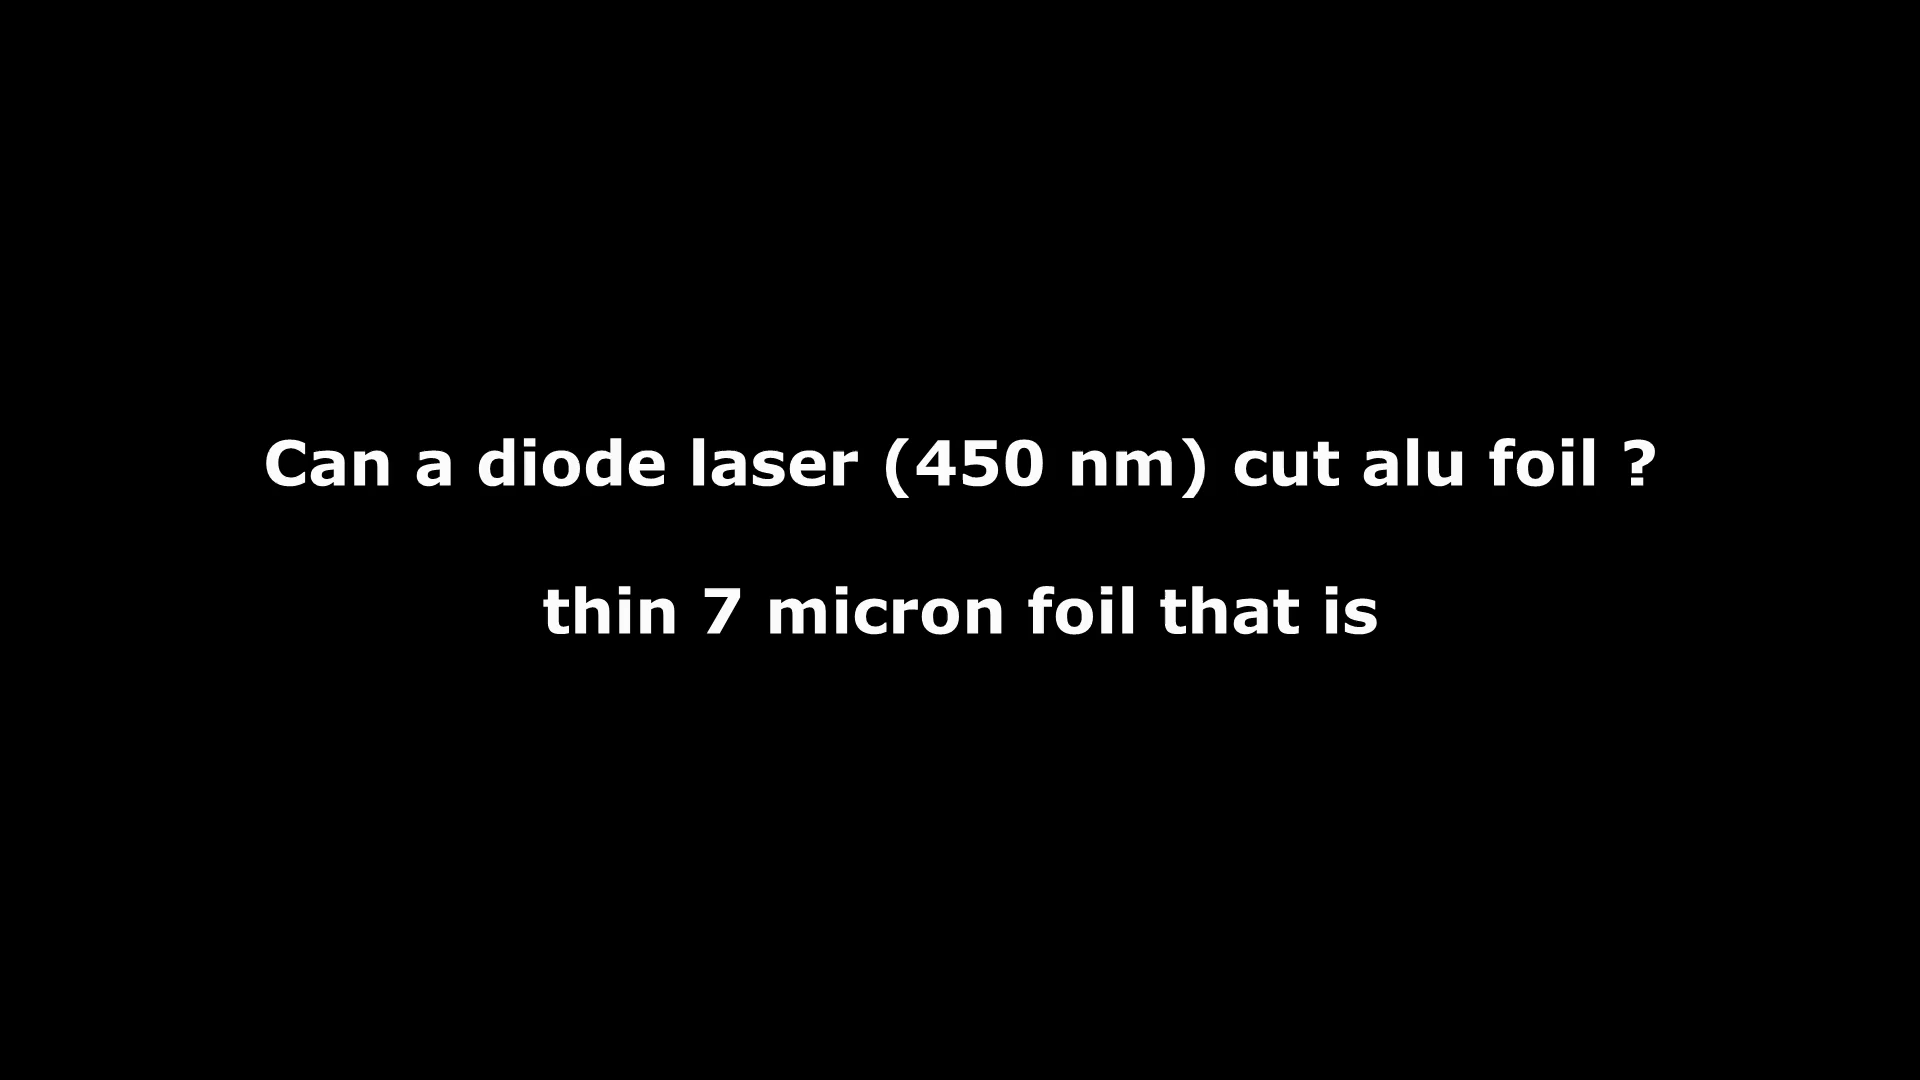 Can a diode laser (450 nm) cut alu foil ?
thin 7 micron foil that is